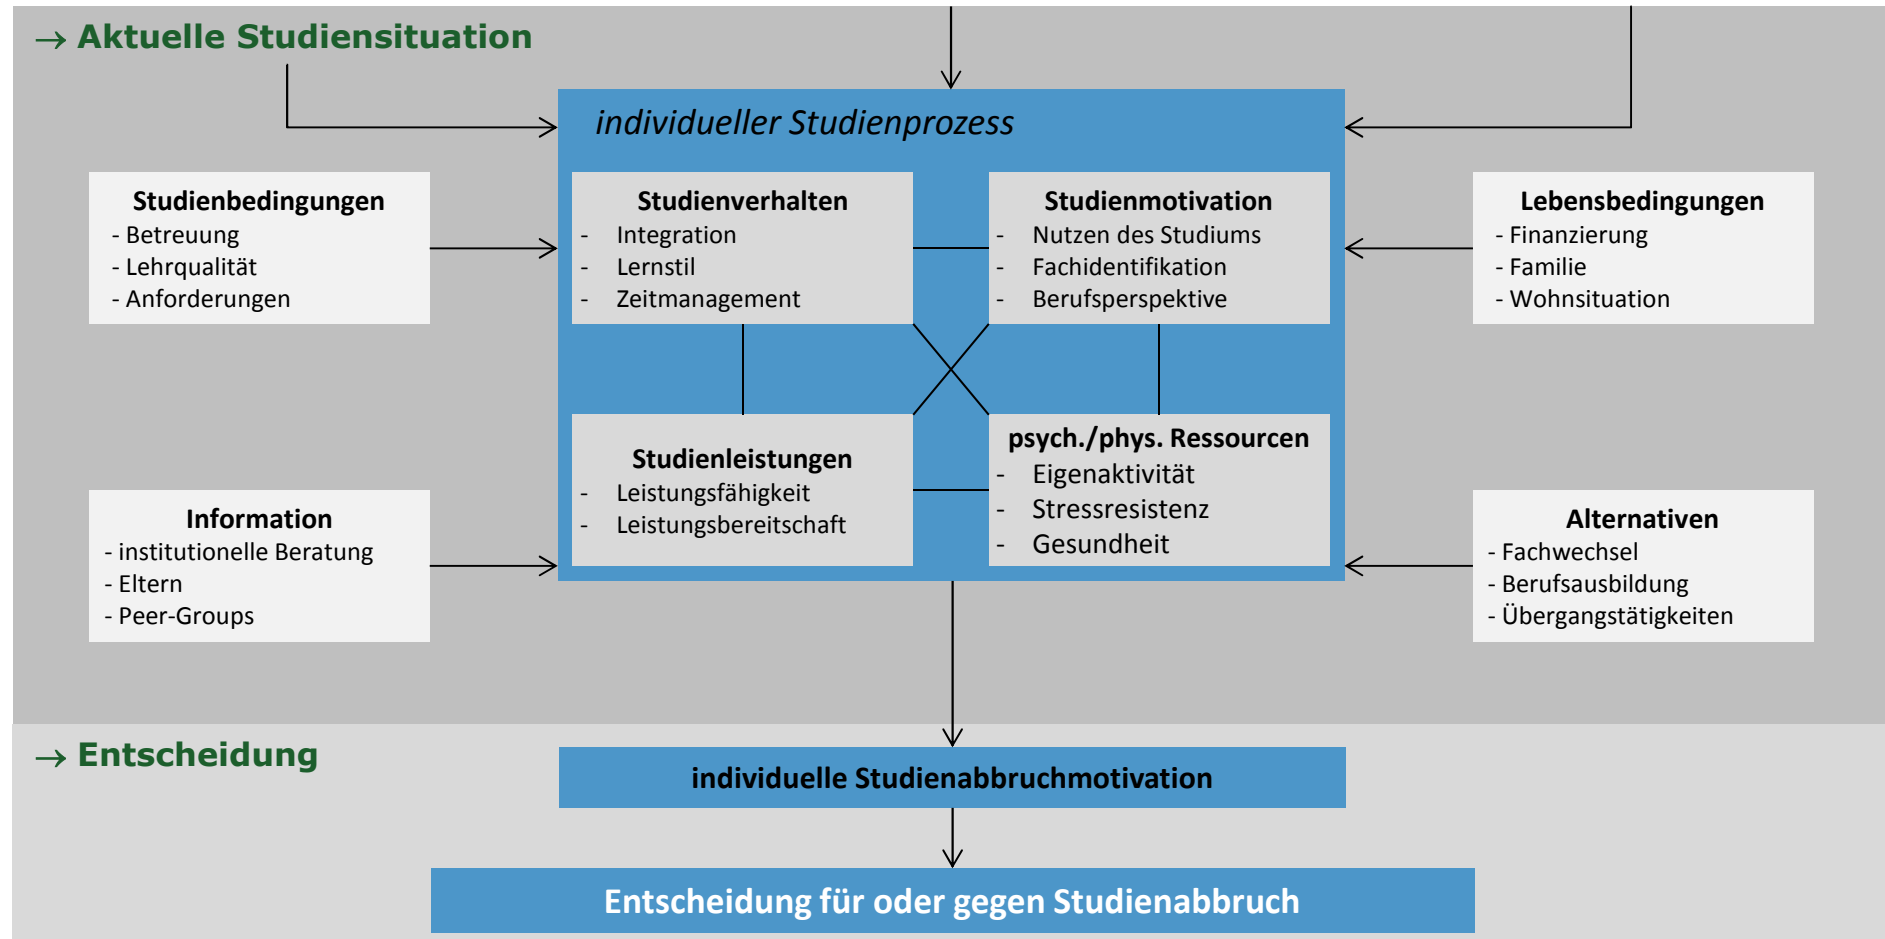 → Aktuelle Studiensituation
individueller Studienprozess
Studienbedingungen
- Betreuung
- Lehrqualität
- Anforderungen
Studienverhalten
- Integration
- Lernstil
- Zeitmanagement
Studienmotivation
- Nutzen des Studiums
- Fachidentifikation
- Berufsperspektive
Lebensbedingungen
- Finanzierung
- Familie
- Wohnsituation
Information
- institutionelle Beratung
- Eltern
- Peer-Groups
Studienleistungen
- Leistungsfähigkeit
- Leistungsbereitschaft
psych./phys. Ressourcen
- Eigenaktivität
- Stressresistenz
- Gesundheit
Alternativen
- Fachwechsel
- Berufsausbildung
- Übergangstätigkeiten
→ Entscheidung
individuelle Studienabbruchmotivation
Entscheidung für oder gegen Studienabbruch